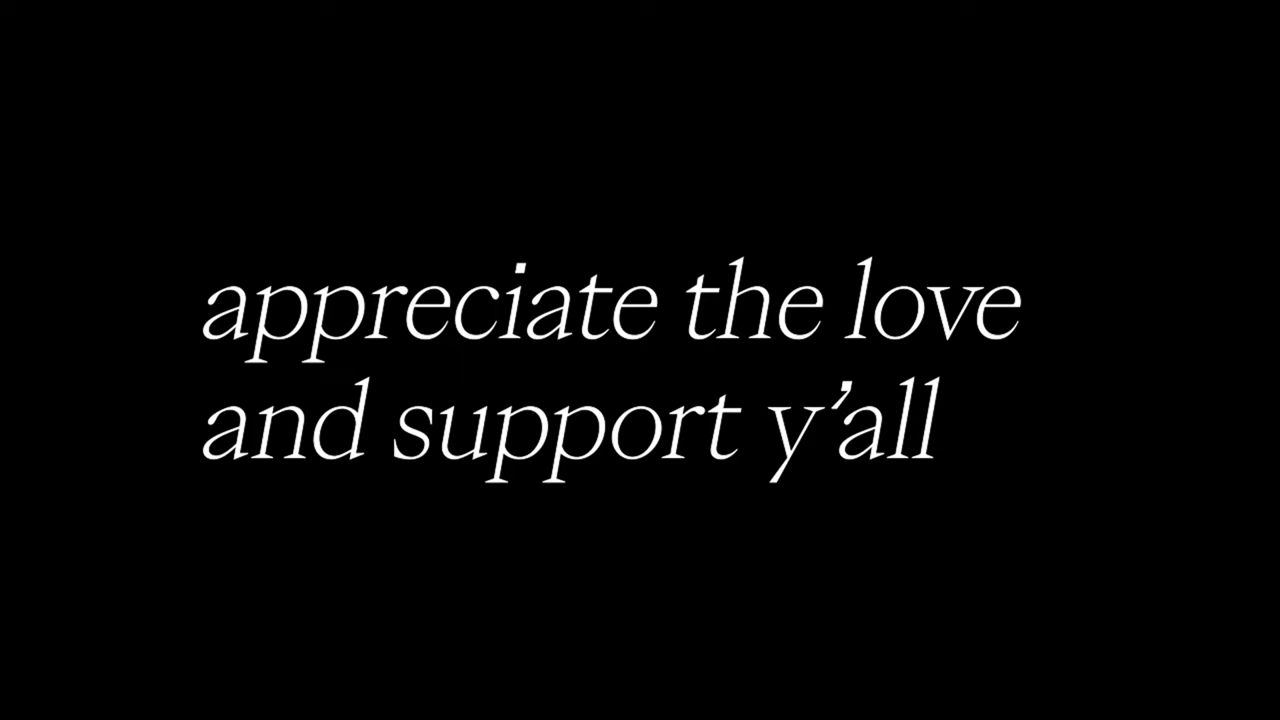 appreciate the love
and support y’all